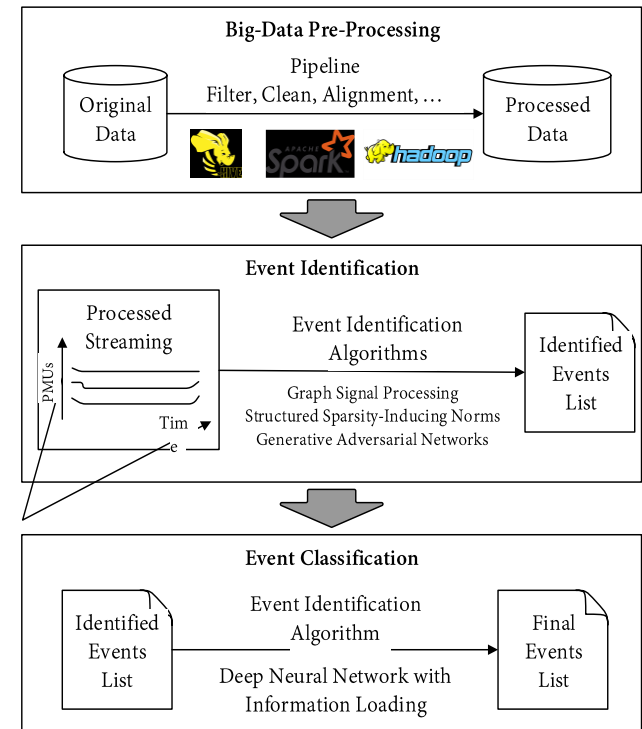 Big-Data Pre-Processing
Original
Data
Pipeline
Filter, Clean, Alignment, …
HIVE
APACHE
Spark
hadoop
Processed
Data
Event Identification
Processed
Streaming
PMUs
Tim
e
Event Identification
Algorithms
Graph Signal Processing
Structured Sparsity-Inducing Norms
Generative Adversarial Networks
Identified
Events
List
Event Classification
Identified
Events
List
Event Identification
Algorithm
Deep Neural Network with
Information Loading
Final
Events
List